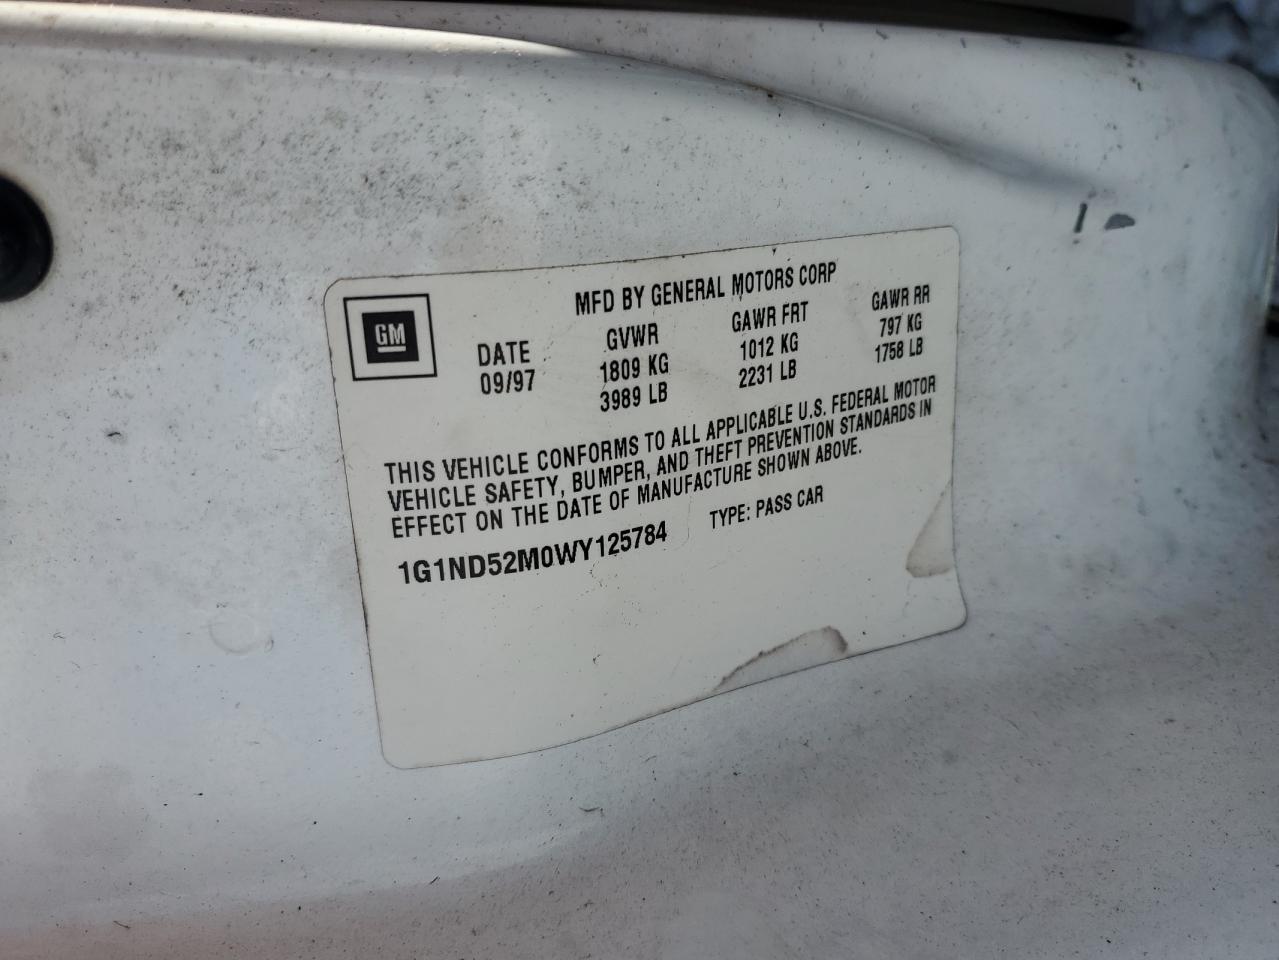 MFD BY GENERAL MOTORS CORP
GM
DATE GVWR GAWR FRT GAWR RR
09/97 1809 KG 1012 KG 797 KG
3989 LB 2231 LB 1758 LB
THIS VEHICLE CONFORMS TO ALL APPLICABLE U.S. FEDERAL MOTOR
VEHICLE SAFETY, BUMPER, AND THEFT PREVENTION STANDARDS IN
EFFECT ON THE DATE OF MANUFACTURE SHOWN ABOVE.
1G1ND52M0WY125784 TYPE: PASS CAR